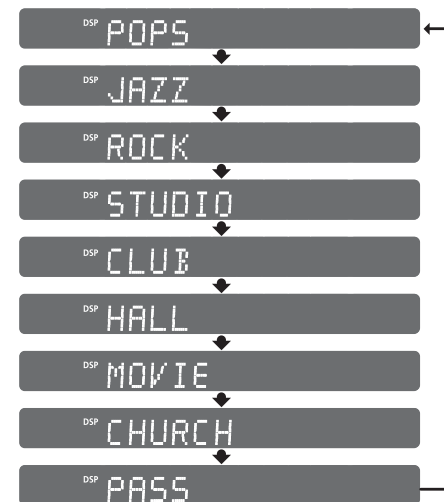 DSP POPS
DSP JAZZ
DSP ROCK
DSP STUDIO
DSP CLUB
DSP HALL
DSP MOVIE
DSP CHURCH
DSP PASS